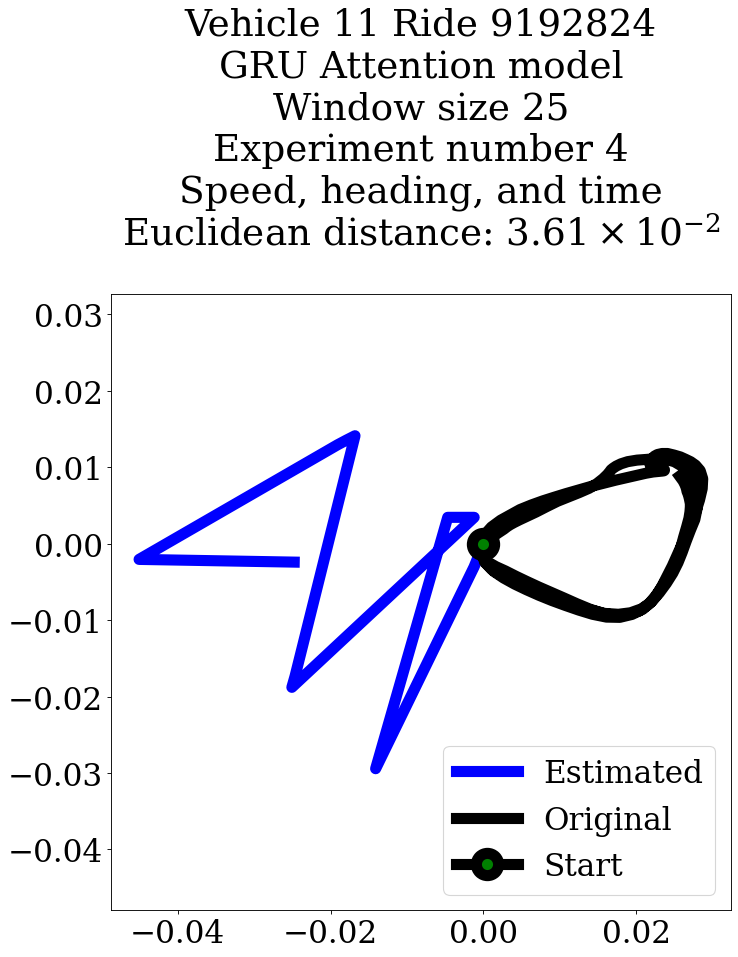 Vehicle 11 Ride 9192824
GRU Attention model
Window size 25
Experiment number 4
Speed, heading, and time
Euclidean distance: 3.61 × 10⁻²
0.03
0.02
0.01
0.00
−0.01
−0.02
−0.03
−0.04
Estimated
Original
Start
−0.04 −0.02 0.00 0.02